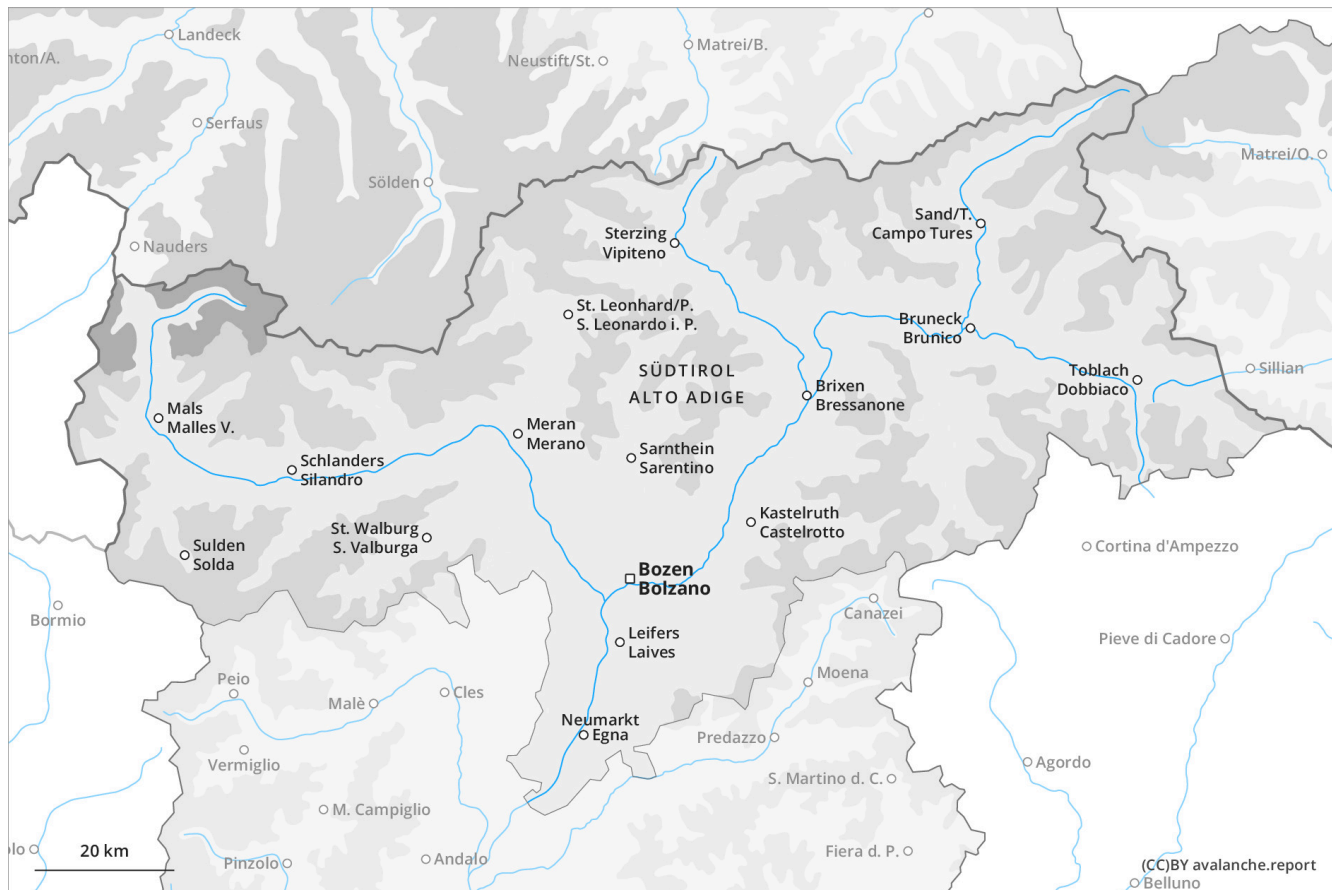 Landeck
nton/A.
Matrei/B.
Neustift/St.
Serfaus
Matrei/O.
Sölden
Nauders
Sand/T.
Campo Tures
Sterzing
Vipiteno
St. Leonhard/P.
S. Leonardo i. P.
Bruneck
Brunico
SÜDTIROL
ALTO ADIGE
Toblach
Dobbiaco
Sillian
Brixen
Bressanone
Mals
Malles V.
Meran
Merano
Sarnthein
Sarentino
Schlanders
Silandro
Kastelruth
Castelrotto
St. Walburg
S. Valburga
Sulden
Solda
Cortina d'Ampezzo
Bozen
Bolzano
Bormio
Canazei
Leifers
Laives
Pieve di Cadore
Peio
Malè
Cles
Moena
Neumarkt
Egna
Predazzo
Vermiglio
Agordo
S. Martino d. C.
M. Campiglio
olo
20 km
Pinzolo
Andalo
Fiera d. P.
(CC)BY avalanche.report
Belluno